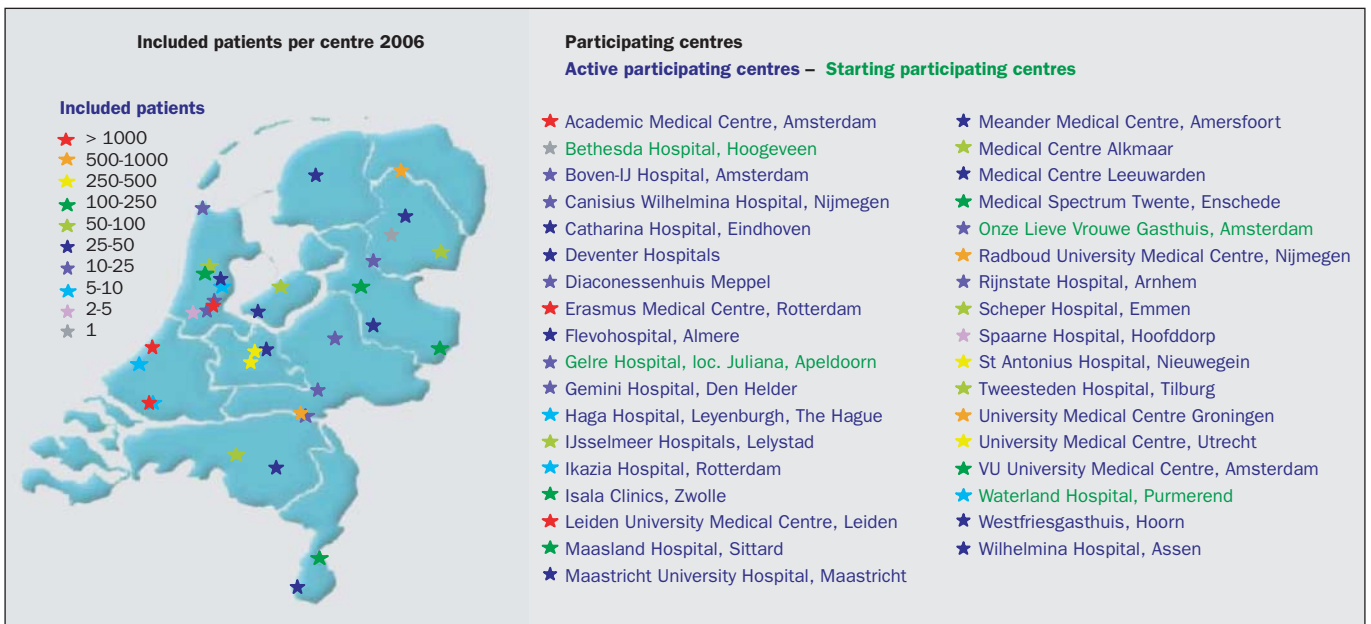 Included patients per centre 2006
Included patients
> 1000
500-1000
250-500
100-250
50-100
25-50
10-25
5-10
2-5
1
Participating centres
Active participating centres – Starting participating centres
Academic Medical Centre, Amsterdam
Bethesda Hospital, Hoogeveen
Boven-IJ Hospital, Amsterdam
Canisius Wilhelmina Hospital, Nijmegen
Catharina Hospital, Eindhoven
Deventer Hospitals
Diaconessenhuis Meppel
Erasmus Medical Centre, Rotterdam
Flevohospital, Almere
Gelre Hospital, loc. Juliana, Apeldoorn
Gemini Hospital, Den Helder
Haga Hospital, Leyenburgh, The Hague
IJsselmeer Hospitals, Lelystad
Ikazia Hospital, Rotterdam
Isala Clinics, Zwolle
Leiden University Medical Centre, Leiden
Maasland Hospital, Sittard
Maastricht University Hospital, Maastricht
Meander Medical Centre, Amersfoort
Medical Centre Alkmaar
Medical Centre Leeuwarden
Medical Spectrum Twente, Enschede
Onze Lieve Vrouwe Gasthuis, Amsterdam
Radboud University Medical Centre, Nijmegen
Rijnstate Hospital, Arnhem
Scheper Hospital, Emmen
Spaarne Hospital, Hoofddorp
St Antonius Hospital, Nieuwegein
Tweesteden Hospital, Tilburg
University Medical Centre Groningen
University Medical Centre, Utrecht
VU University Medical Centre, Amsterdam
Waterland Hospital, Purmerend
Westfriesgasthuis, Hoorn
Wilhelmina Hospital, Assen